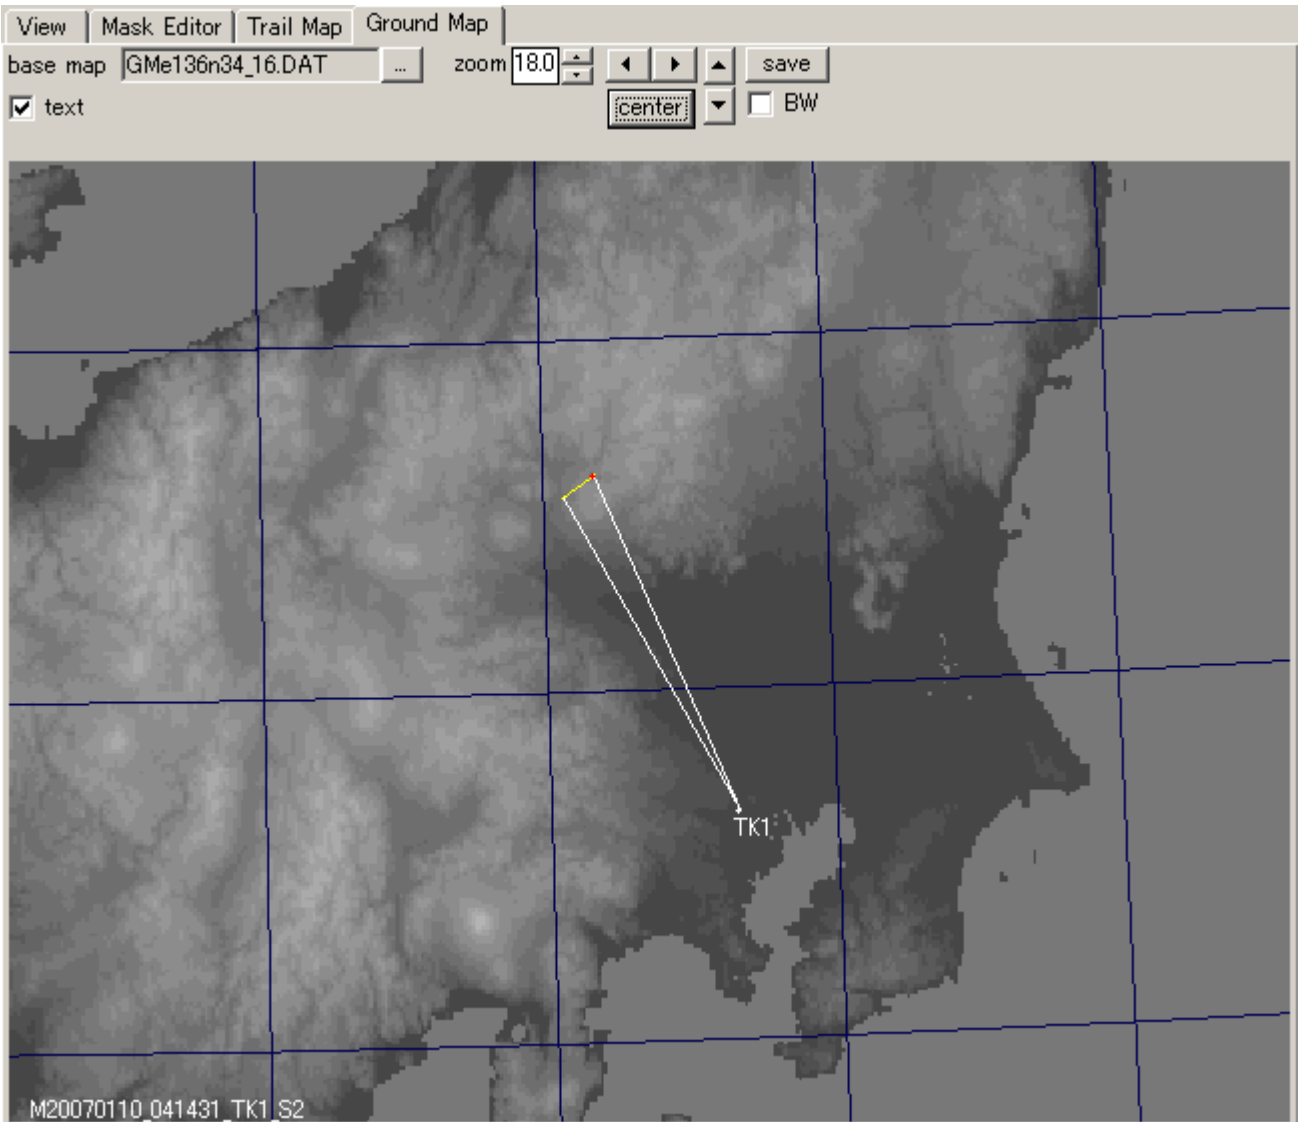 View Mask Editor Trail Map Ground Map
base map GMe136n34_16.DAT ... zoom 18.0 save
text center BW
TK1
M20070110_041431_TK1_S2